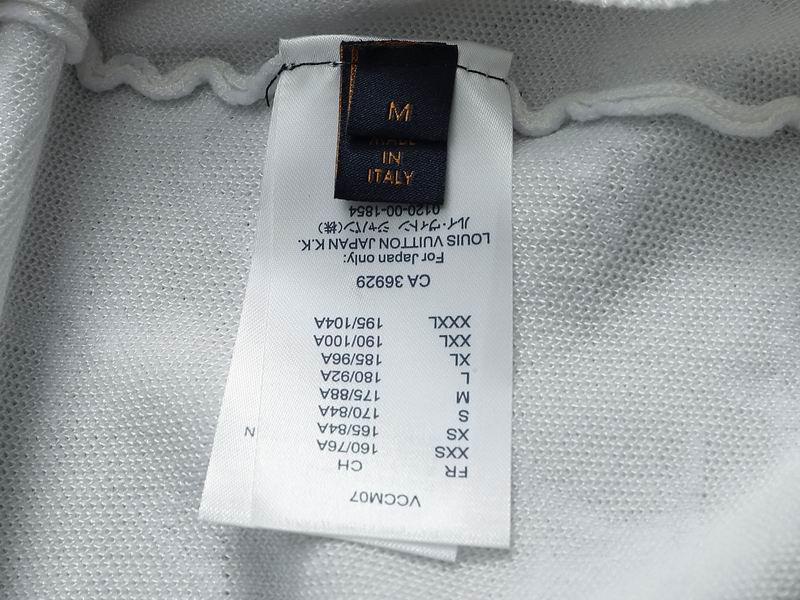 M
MADE
IN
ITALY
VCCM07
FR CH
XXS 160/76A
XS 165/84A
S 170/84A
M 175/88A
L 180/92A
XL 185/96A
XXL 190/100A
XXXL 195/104A
CA 36929
For Japan only:
LOUIS VUITTON JAPAN K.K.
ルイ・ヴィトン ジャパン(株)
0120-00-1854
N